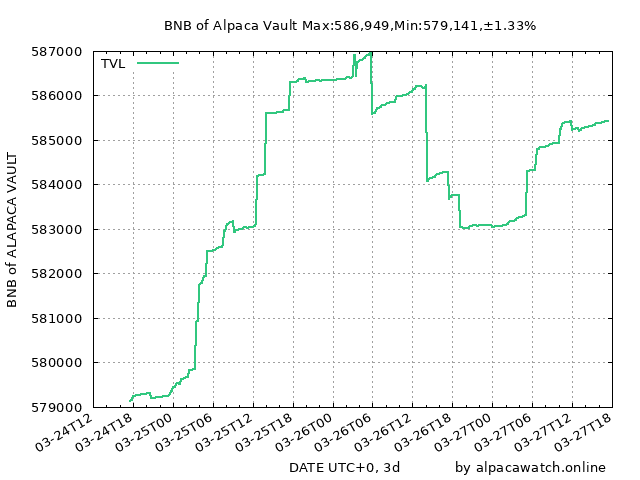 BNB of Alpaca Vault Max:586,949,Min:579,141,±1.33%
TVL
587000
586000
585000
584000
583000
582000
581000
580000
579000
BNB of ALAPACA VAULT
03-24T12
03-24T18
03-25T00
03-25T06
03-25T12
03-25T18
03-26T00
03-26T06
03-26T12
03-26T18
03-27T00
03-27T06
03-27T12
03-27T18
DATE UTC+0, 3d
by alpacawatch.online